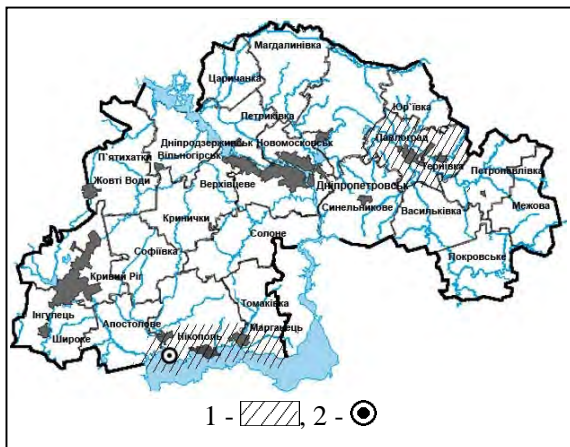 Магдалинівка
Царичанка
Юр'ївка
Петриківка
Павлоград
Дніпродзержинськ
Новомосковськ
Вільногірськ
Тернівка
П'ятихатки
Петропавлівка
Дніпропетровськ
Жовті Води
Верхівцеве
Синельникове
Васильківка
Межова
Кринички
Солоне
Софіївка
Покровське
Кривий Ріг
Томаківка
Інгулець
Апостолове
Марганець
Широке
Нікополь
1 - , 2 -